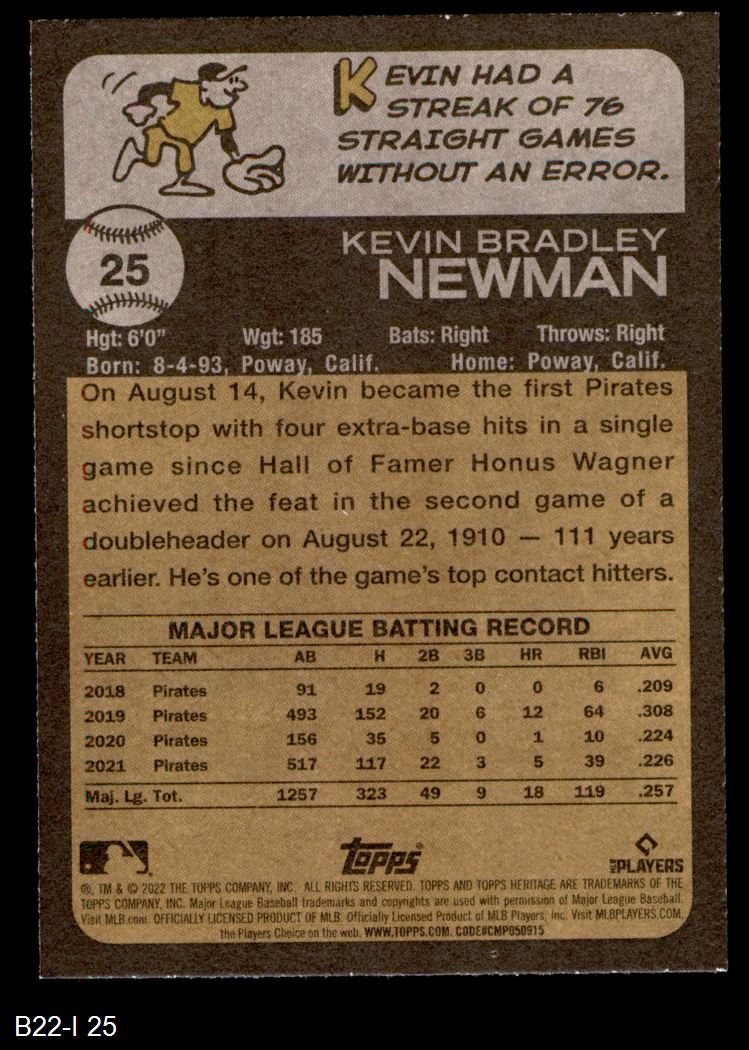 KEVIN HAD A
STREAK OF 76
STRAIGHT GAMES
WITHOUT AN ERROR.
25
KEVIN BRADLEY
NEWMAN
Hgt: 6'0" Wgt: 185 Bats: Right Throws: Right
Born: 8-4-93, Poway, Calif. Home: Poway, Calif.
On August 14, Kevin became the first Pirates
shortstop with four extra-base hits in a single
game since Hall of Famer Honus Wagner
achieved the feat in the second game of a
doubleheader on August 22, 1910 — 111 years
earlier. He's one of the game's top contact hitters.
MAJOR LEAGUE BATTING RECORD
YEAR TEAM AB H 2B 3B HR RBI AVG
2018 Pirates 91 19 2 0 0 6 .209
2019 Pirates 493 152 20 6 12 64 .308
2020 Pirates 156 35 5 0 1 10 .224
2021 Pirates 517 117 22 3 5 39 .226
Maj. Lg. Tot. 1257 323 49 9 18 119 .257
topps
MLB PLAYERS
®, TM & © 2022 THE TOPPS COMPANY, INC. ALL RIGHTS RESERVED. TOPPS AND TOPPS HERITAGE ARE TRADEMARKS OF THE
TOPPS COMPANY, INC. Major League Baseball trademarks and copyrights are used with permission of Major League Baseball.
Visit MLB.com. OFFICIALLY LICENSED PRODUCT OF MLB. Officially Licensed Product of MLB Players, Inc. Visit MLBPLAYERS.COM,
the Players Choice on the web. WWW.TOPPS.COM. CODE#CMP050915
B22-I 25